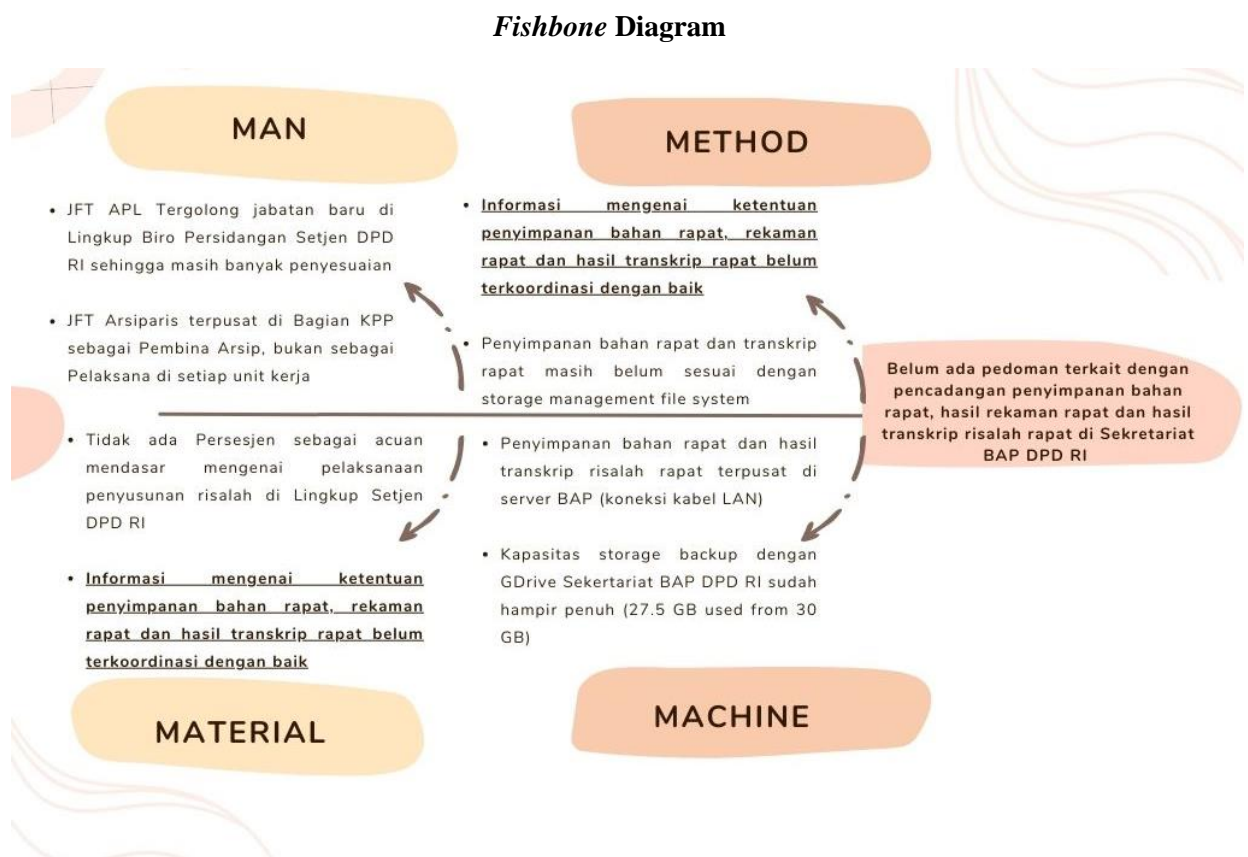 Fishbone Diagram
MAN
• JFT APL Tergolong jabatan baru di
Lingkup Biro Persidangan Setjen DPD
RI sehingga masih banyak penyesuaian
• JFT Arsiparis terpusat di Bagian KPP
sebagai Pembina Arsip, bukan sebagai
Pelaksana di setiap unit kerja
METHOD
• Informasi mengenai ketentuan
penyimpanan bahan rapat, rekaman
rapat dan hasil transkrip rapat belum
terkoordinasi dengan baik
• Penyimpanan bahan rapat dan transkrip
rapat masih belum sesuai dengan
storage management file system
Belum ada pedoman terkait dengan
pencadangan penyimpanan bahan
rapat, hasil rekaman rapat dan hasil
transkrip risalah rapat di Sekretariat
BAP DPD RI
• Tidak ada Persesjen sebagai acuan
mendasar mengenai pelaksanaan
penyusunan risalah di Lingkup Setjen
DPD RI
• Informasi mengenai ketentuan
penyimpanan bahan rapat, rekaman
rapat dan hasil transkrip rapat belum
terkoordinasi dengan baik
MATERIAL
• Penyimpanan bahan rapat dan hasil
transkrip risalah rapat terpusat di
server BAP (koneksi kabel LAN)
• Kapasitas storage backup dengan
GDrive Sekertariat BAP DPD RI sudah
hampir penuh (27.5 GB used from 30
GB)
MACHINE